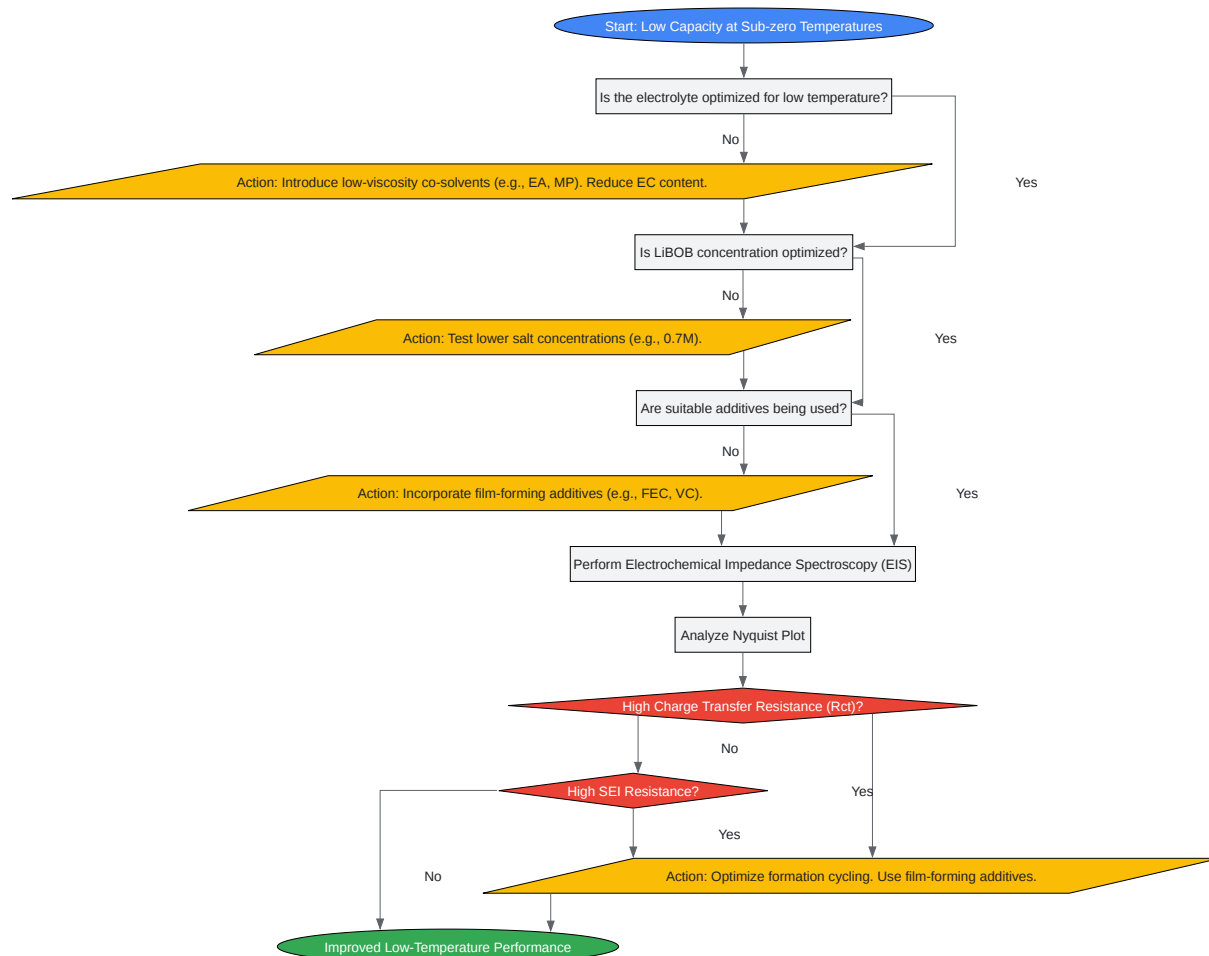 Start: Low Capacity at Sub-zero Temperatures
Is the electrolyte optimized for low temperature?
No
Yes
Action: Introduce low-viscosity co-solvents (e.g., EA, MP). Reduce EC content.
Is LiBOB concentration optimized?
No
Yes
Action: Test lower salt concentrations (e.g., 0.7M).
Are suitable additives being used?
No
Yes
Action: Incorporate film-forming additives (e.g., FEC, VC).
Perform Electrochemical Impedance Spectroscopy (EIS)
Analyze Nyquist Plot
High Charge Transfer Resistance (Rct)?
No
Yes
High SEI Resistance?
Yes
No
Action: Optimize formation cycling. Use film-forming additives.
Improved Low-Temperature Performance